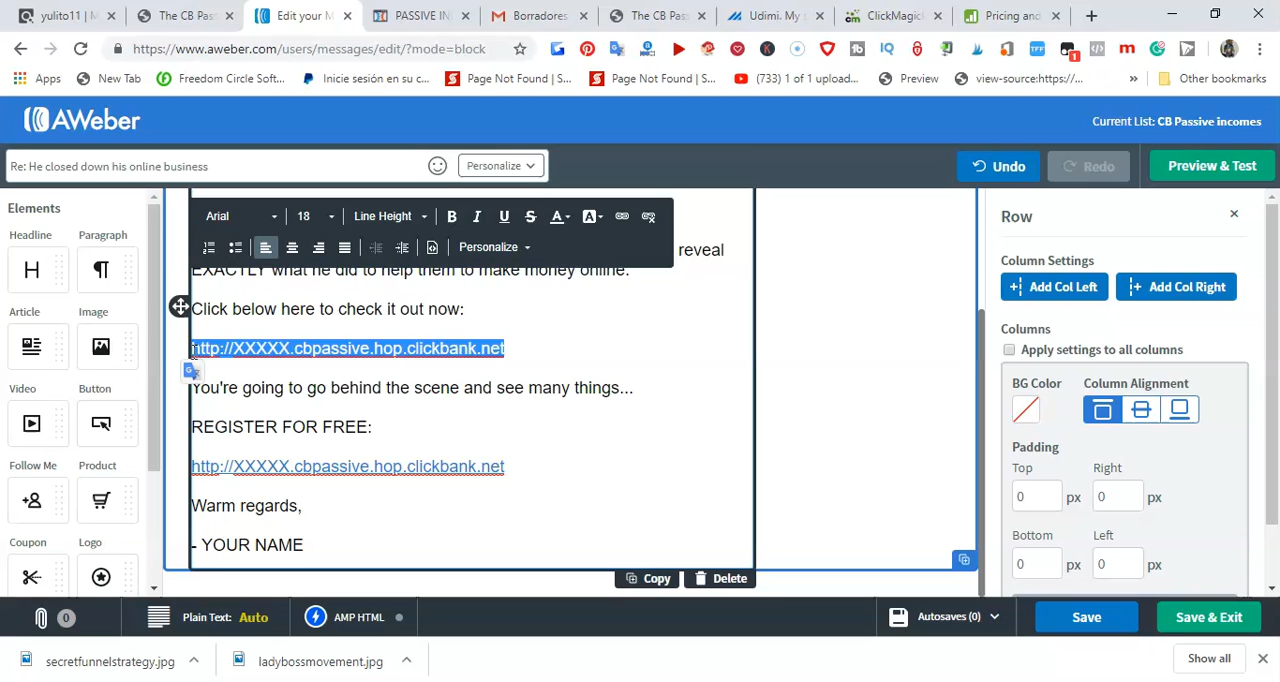 yulito11 | M
The CB Pas
Edit your M
PASSIVE IN
Borradores
The CB Pas
Udimi. My s
ClickMagick
Pricing and
https://www.aweber.com/users/messages/edit/?mode=block
Apps
New Tab
Freedom Circle Soft...
Inicie sesión en su c...
Page Not Found | S...
Page Not Found | S...
(733) 1 of 1 upload...
Preview
view-source:https:/...
Other bookmarks
AWeber
Current List: CB Passive incomes
Re: He closed down his online business
Personalize
Undo
Redo
Preview & Test
Elements
Headline
Paragraph
Article
Image
Video
Button
Follow Me
Product
Coupon
Logo
Arial
18
Line Height
Personalize
reveal
EXACTLY what he did to help them to make money online.
Click below here to check it out now:
http://XXXXX.cbpassive.hop.clickbank.net
You're going to go behind the scene and see many things...
REGISTER FOR FREE:
http://XXXXX.cbpassive.hop.clickbank.net
Warm regards,
- YOUR NAME
Copy
Delete
Row
Column Settings
Add Col Left
Add Col Right
Columns
Apply settings to all columns
BG Color
Column Alignment
Padding
Top
Right
0 px
0 px
Bottom
Left
0 px
0 px
0
Plain Text: Auto
AMP HTML
Autosaves (0)
Save
Save & Exit
secretfunnelstrategy.jpg
ladybossmovement.jpg
Show all